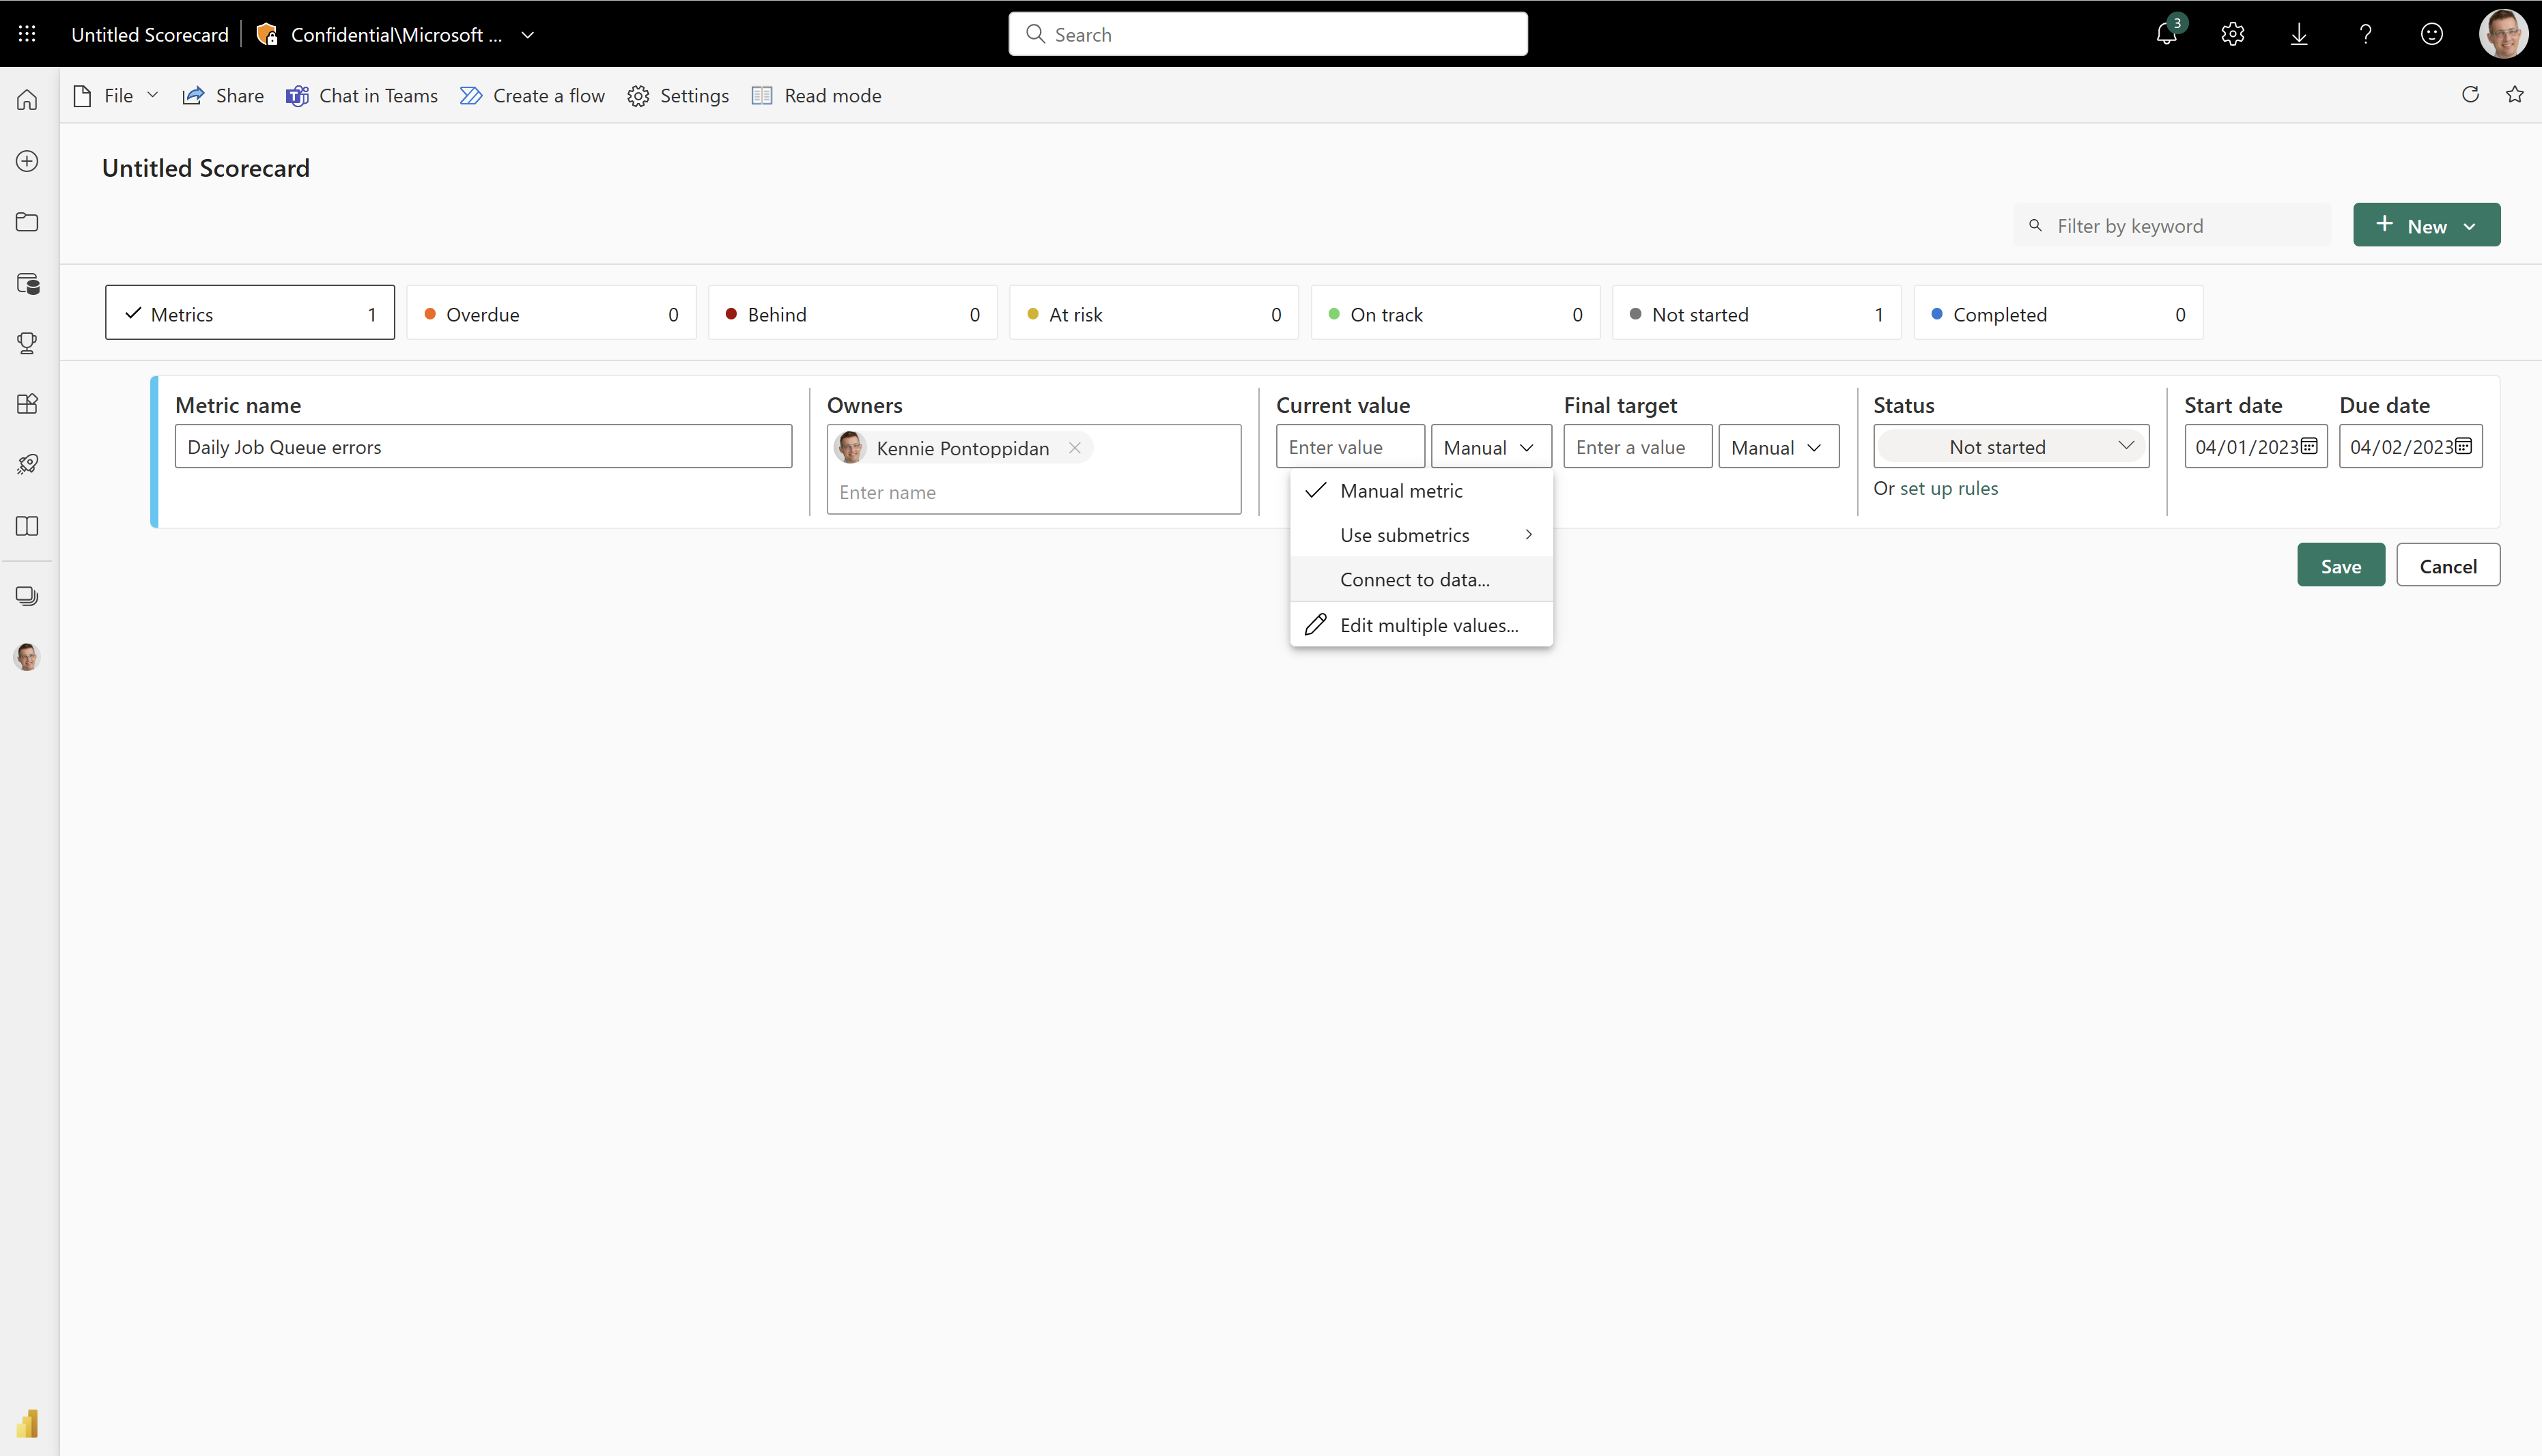 Untitled Scorecard
Confidential\Microsoft ...
Search
3
File
Share
Chat in Teams
Create a flow
Settings
Read mode
Untitled Scorecard
Filter by keyword
New
Metrics 1
Overdue 0
Behind 0
At risk 0
On track 0
Not started 1
Completed 0
Metric name
Owners
Current value
Final target
Status
Start date
Due date
Daily Job Queue errors
Kennie Pontoppidan
Enter name
Enter value
Manual
Enter a value
Manual
Not started
Or set up rules
04/01/2023
04/02/2023
Manual metric
Use submetrics
Connect to data...
Edit multiple values...
Save
Cancel